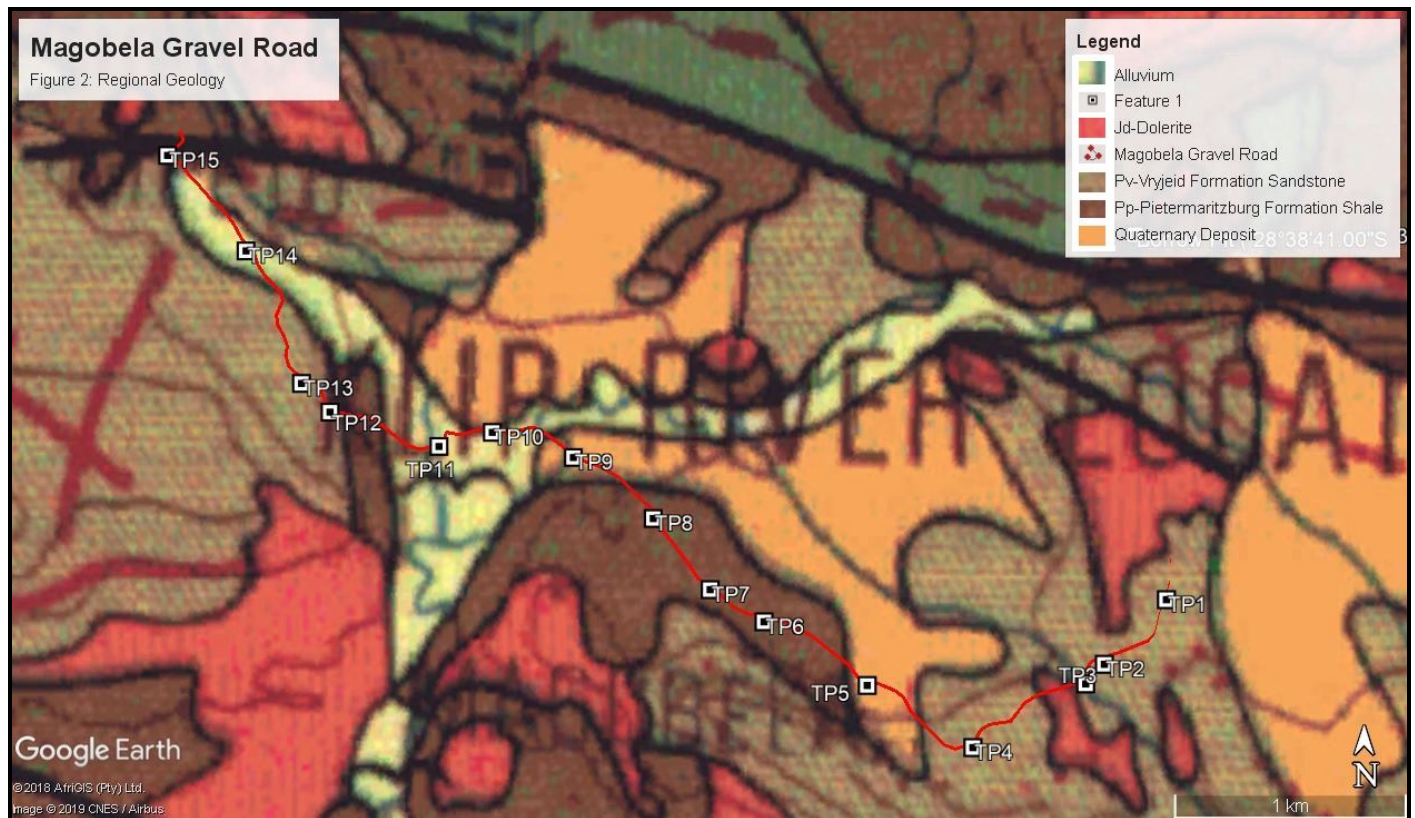 Magobela Gravel Road
Figure 2: Regional Geology
Legend
Alluvium
Feature 1
Jd-Dolerite
Magobela Gravel Road
Pv-Vryjeid Formation Sandstone
Pp-Pietermaritzburg Formation Shale
Quaternary Deposit
28°38'41.00"S 3
TP15
TP14
TP13
TP12
TP11
TP10
TP9
TP8
TP7
TP6
TP5
TP4
TP3
TP2
TP1
RIVER
Google Earth
©2018 AfriGIS (Pty) Ltd.
Image © 2019 CNES / Airbus
N
1 km